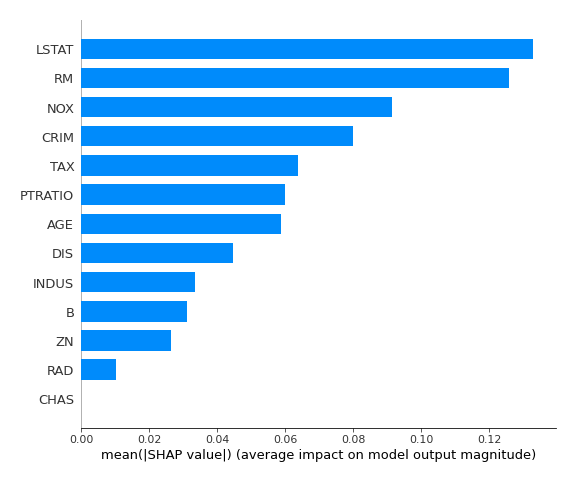 LSTAT
RM
NOX
CRIM
TAX
PTRATIO
AGE
DIS
INDUS
B
ZN
RAD
CHAS
0.00 0.02 0.04 0.06 0.08 0.10 0.12
mean(|SHAP value|) (average impact on model output magnitude)